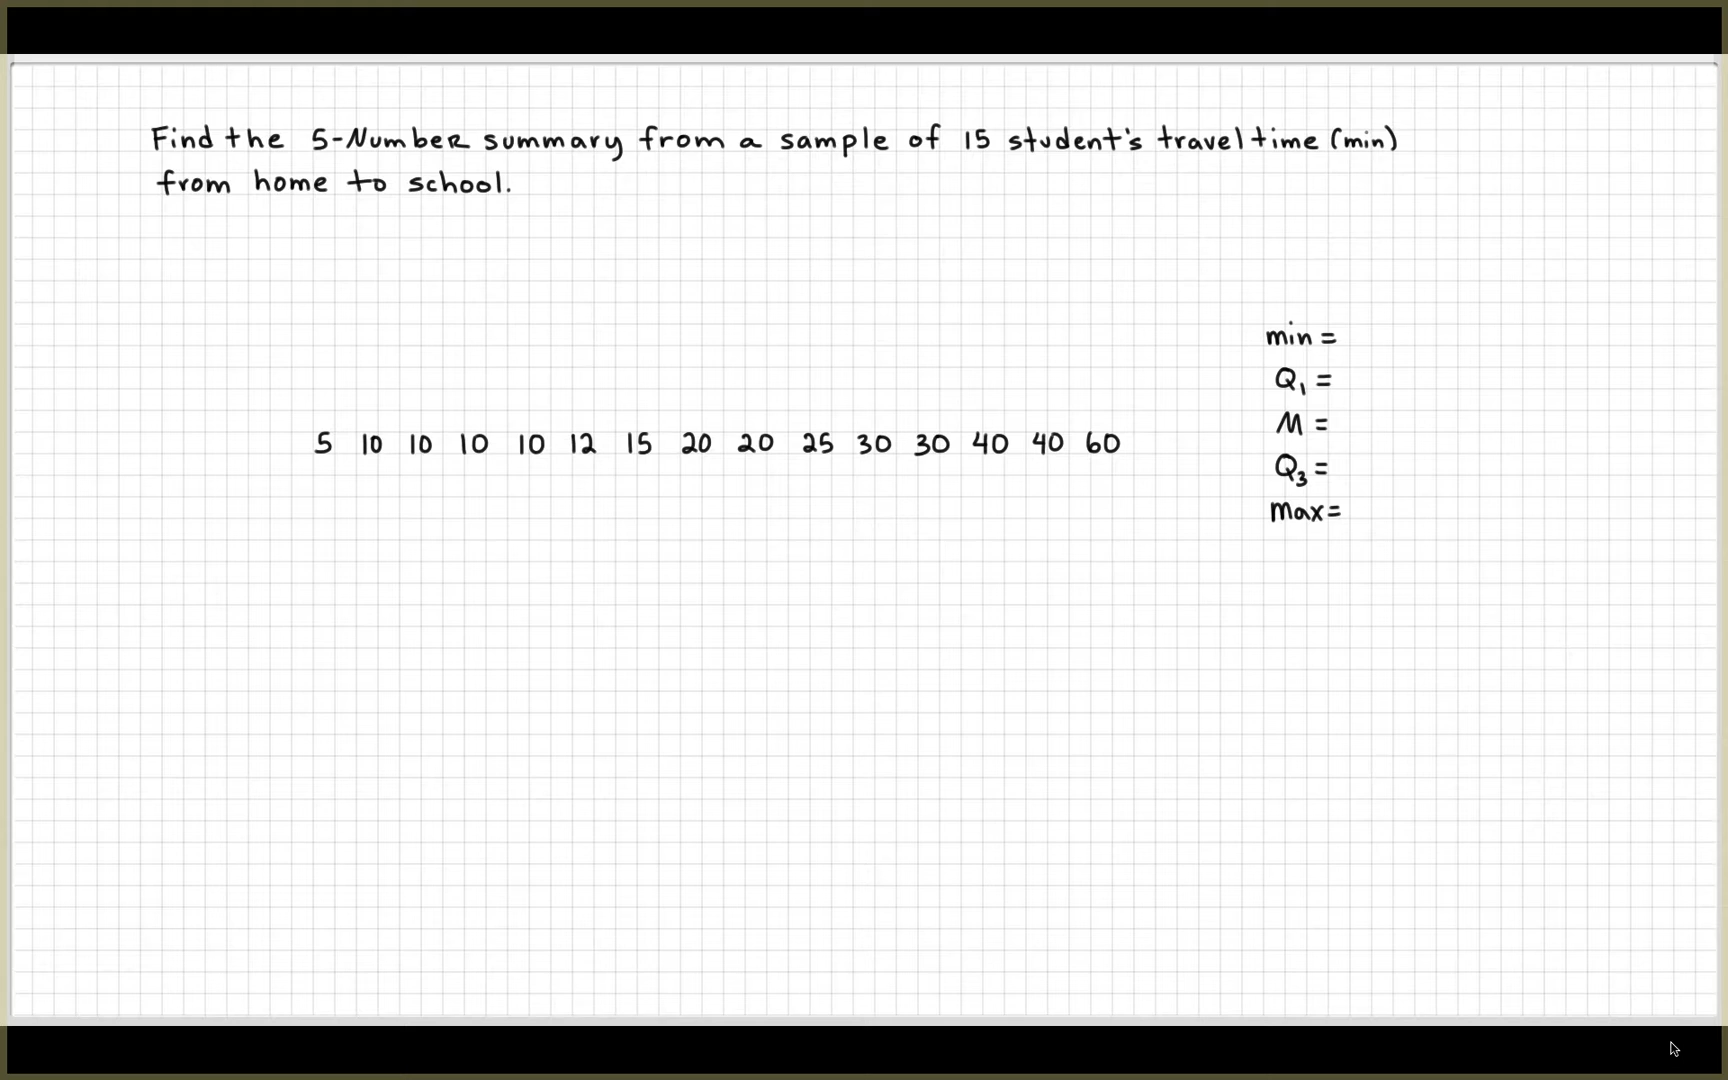 Find the 5-Number summary from a sample of 15 student's travel time (min)
from home to school.
5 10 10 10 10 12 15 20 20 25 30 30 40 40 60
min =
Q₁ =
M =
Q₃ =
max =